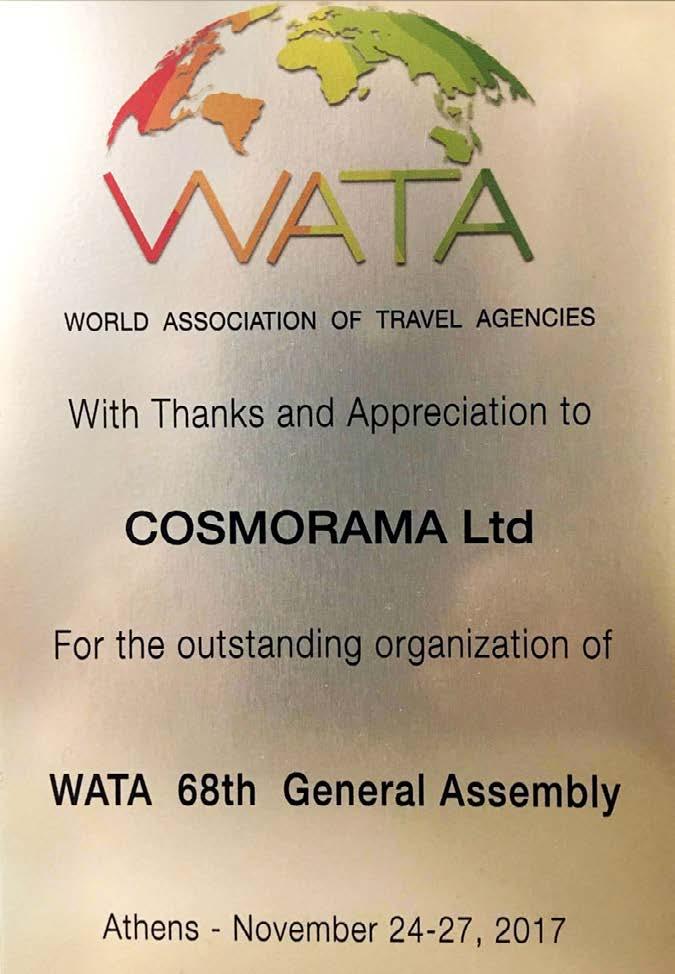 WATA
WORLD ASSOCIATION OF TRAVEL AGENCIES
With Thanks and Appreciation to
COSMORAMA Ltd
For the outstanding organization of
WATA 68th General Assembly
Athens - November 24-27, 2017